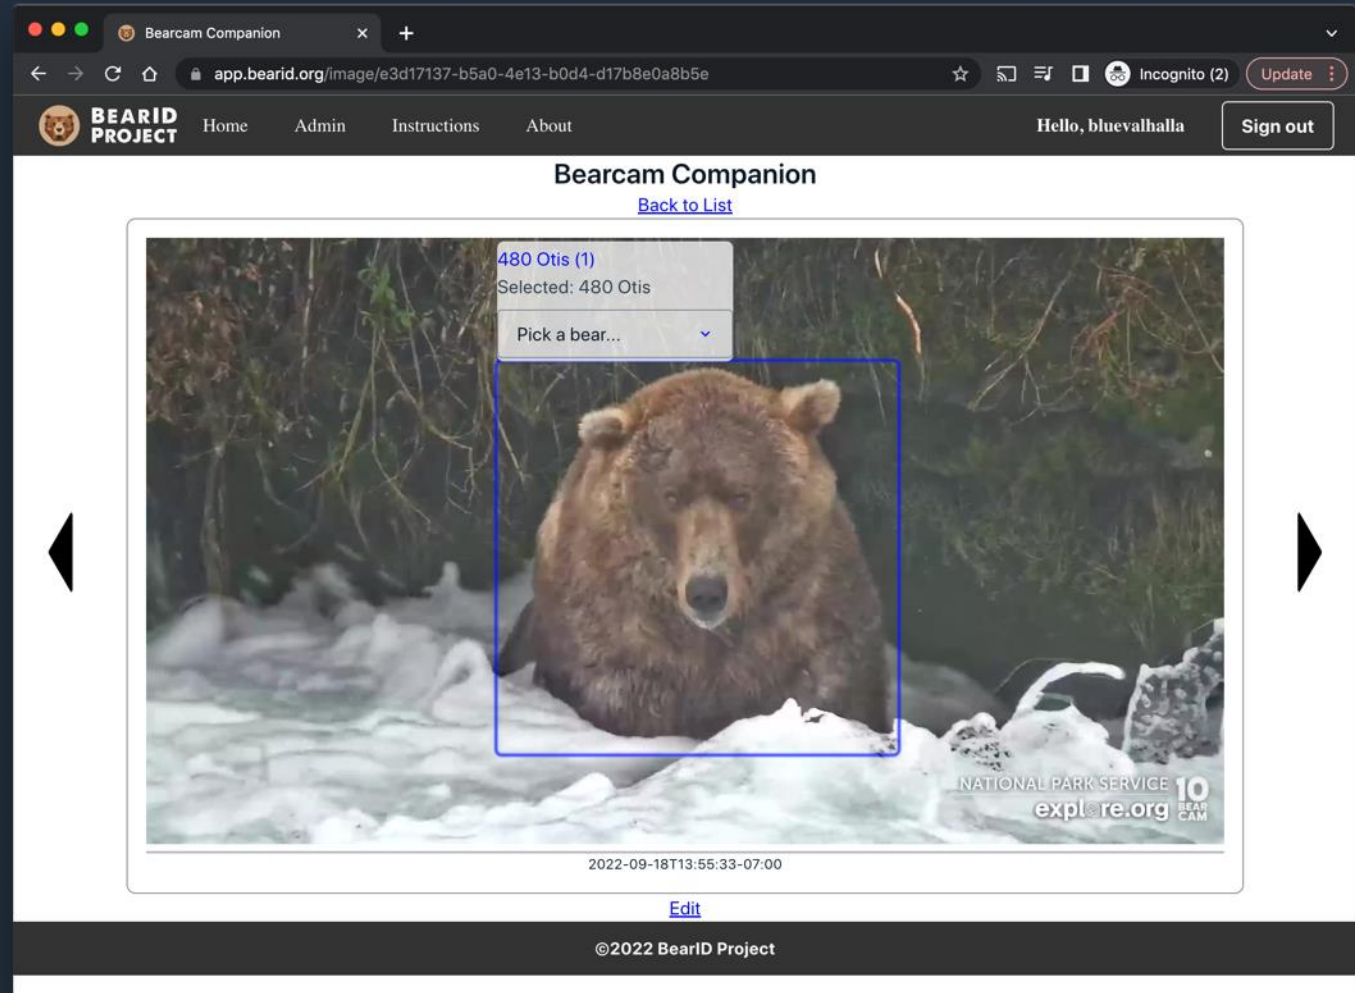 Bearcam Companion
app.bearid.org/image/e3d17137-b5a0-4e13-b0d4-d17b8e0a8b5e
Incognito (2)
Update
BEARID
PROJECT
Home
Admin
Instructions
About
Hello, bluevalhalla
Sign out
Bearcam Companion
Back to List
480 Otis (1)
Selected: 480 Otis
Pick a bear...
NATIONAL PARK SERVICE
explore.org
10
BEAR
CAM
2022-09-18T13:55:33-07:00
Edit
©2022 BearID Project